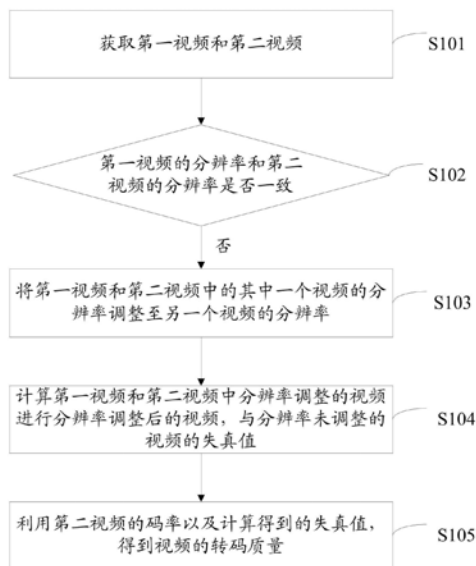 获取第一视频和第二视频
S101
第一视频的分辨率和第二
视频的分辨率是否一致
S102
否
将第一视频和第二视频中的其中一个视频的分
辨率调整至另一个视频的分辨率
S103
计算第一视频和第二视频中分辨率调整的视频
进行分辨率调整后的视频，与分辨率未调整的
视频的失真值
S104
利用第二视频的码率以及计算得到的失真值，
得到视频的转码质量
S105